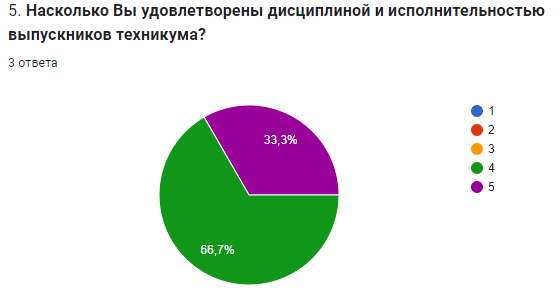 5. Насколько Вы удовлетворены дисциплиной и исполнительностью
выпускников техникума?
3 ответа
33,3%
66,7%
1
2
3
4
5